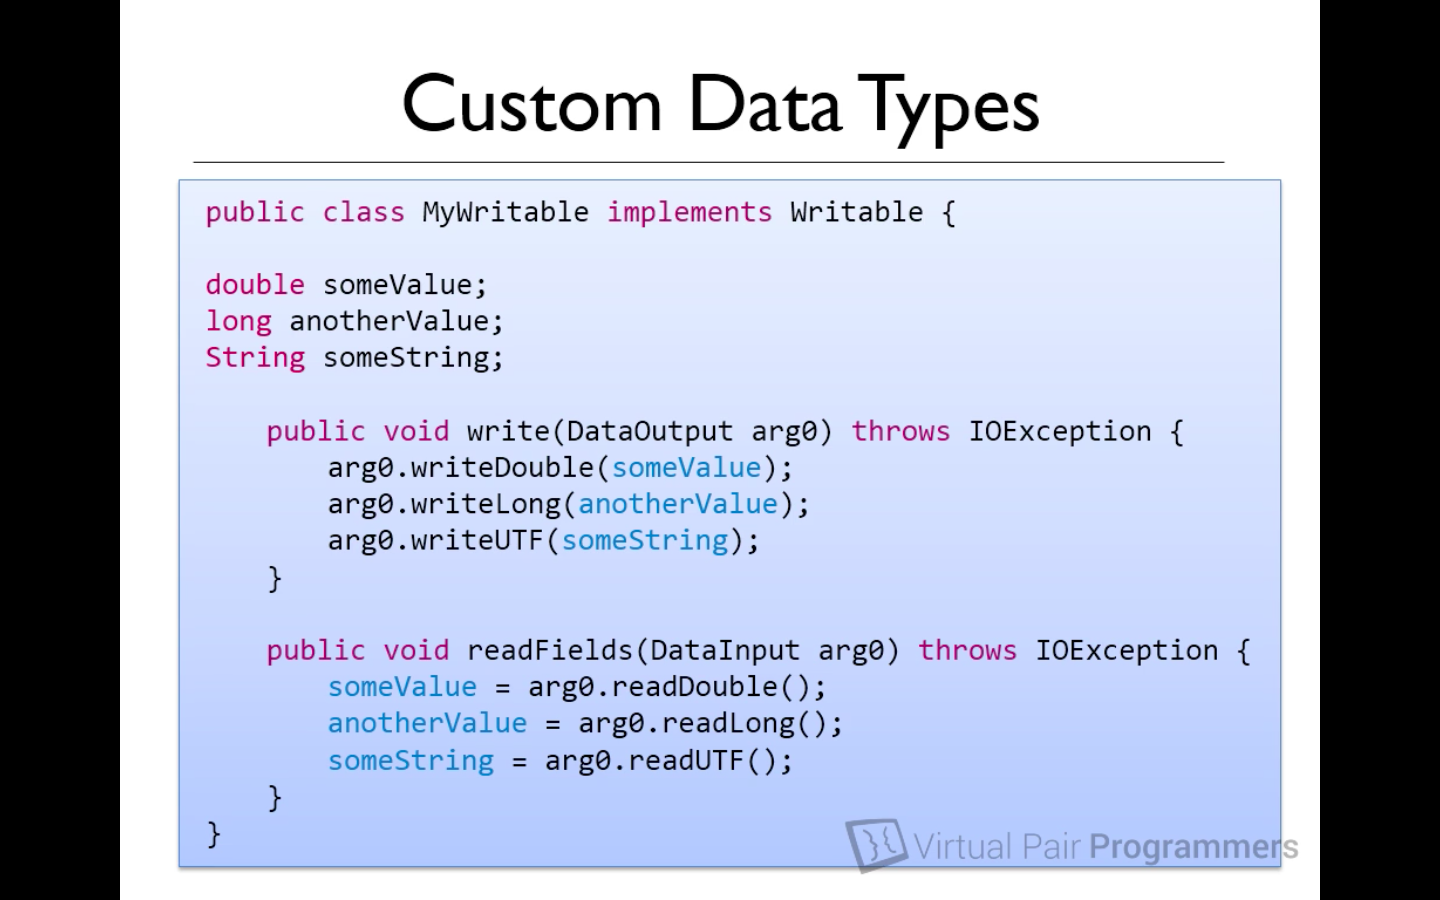 Custom Data Types
public class MyWritable implements Writable {
double someValue;
long anotherValue;
String someString;
public void write(DataOutput arg0) throws IOException {
arg0.writeDouble(someValue);
arg0.writeLong(anotherValue);
arg0.writeUTF(someString);
}
public void readFields(DataInput arg0) throws IOException {
someValue = arg0.readDouble();
anotherValue = arg0.readLong();
someString = arg0.readUTF();
}
}
Virtual Pair Programmers